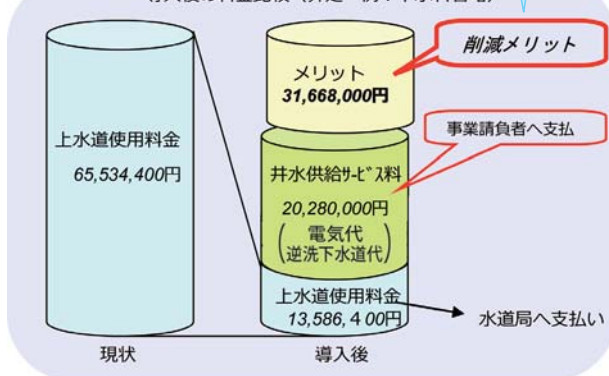 削減メリット
メリット
31,668,000円
上水道使用料金
65,534,400円
事業請負者へ支払
井水供給ｻｰﾋﾞｽ料
20,280,000円
(電気代
逆洗下水道代)
上水道使用料金
13,586,400円
水道局へ支払い
現状
導入後